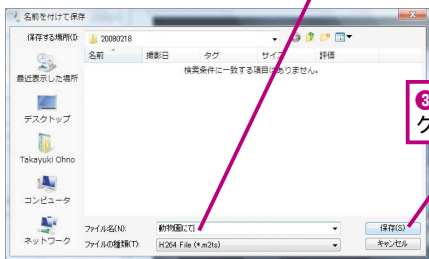 名前を付けて保存
保存する場所(I):
20080218
名前
撮影日
タグ
サイズ
評価
検索条件に一致する項目はありません。
最近表示した場所
デスクトップ
Takayuki Ohno
コンピュータ
ネットワーク
ファイル名(N):
動物園にて
保存(S)
ファイルの種類(T):
H.264 File (*.m2ts)
キャンセル
❸
ク